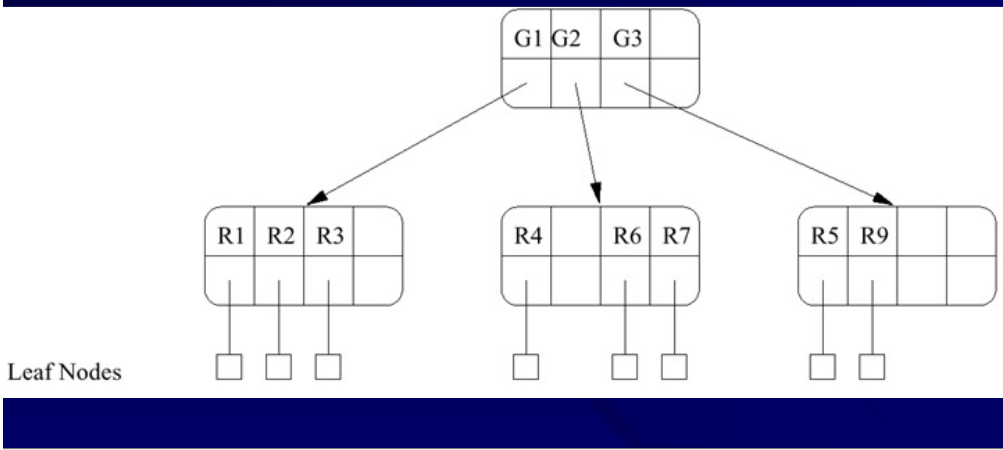 G1 G2 G3
R1 R2 R3 R4 R6 R7 R5 R9
Leaf Nodes